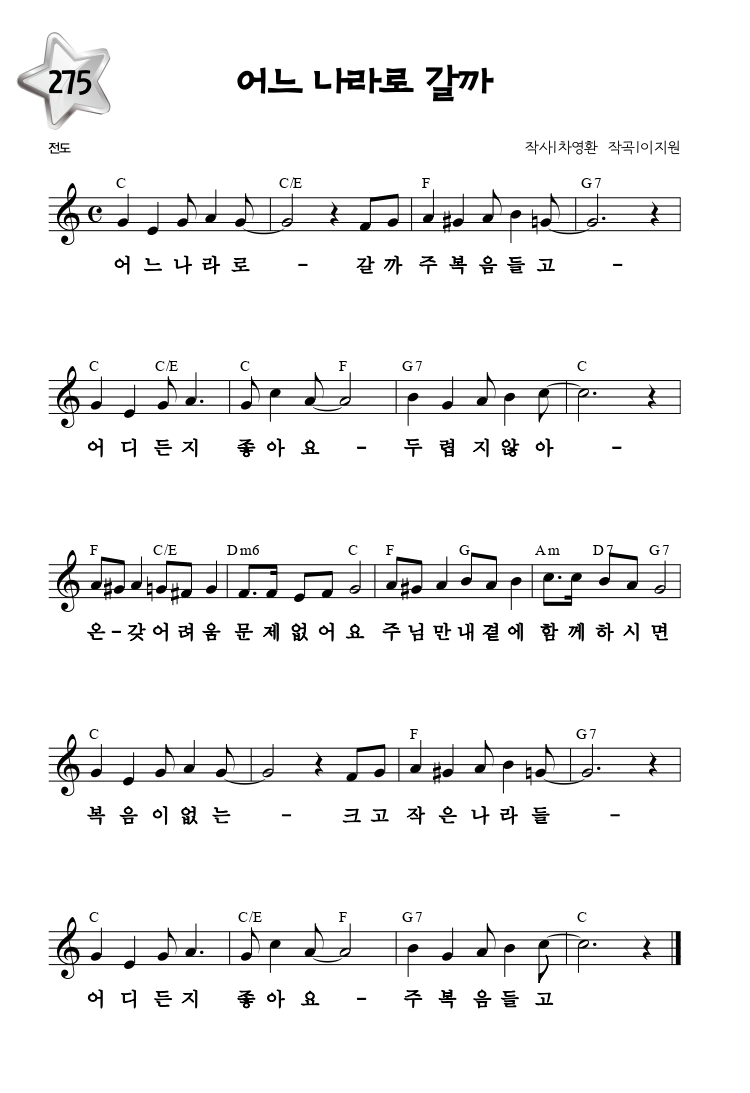 275
어느 나라로 갈까
전도
작사|차영환 작곡|이지원
C C/E F G7
어 느 나 라 로 - 갈 까 주 복 음 들 고 -
C C/E C F G7 C
어 디 든 지 좋 아 요 - 두 렵 지 않 아 -
F C/E Dm6 C F G Am D7 G7
온 - 갖 어 려 움 문 제 없 어 요 주 님 만 내 곁 에 함 께 하 시 면
C F G7
복 음 이 없 는 - 크 고 작 은 나 라 들 -
C C/E F G7 C
어 디 든 지 좋 아 요 - 주 복 음 들 고